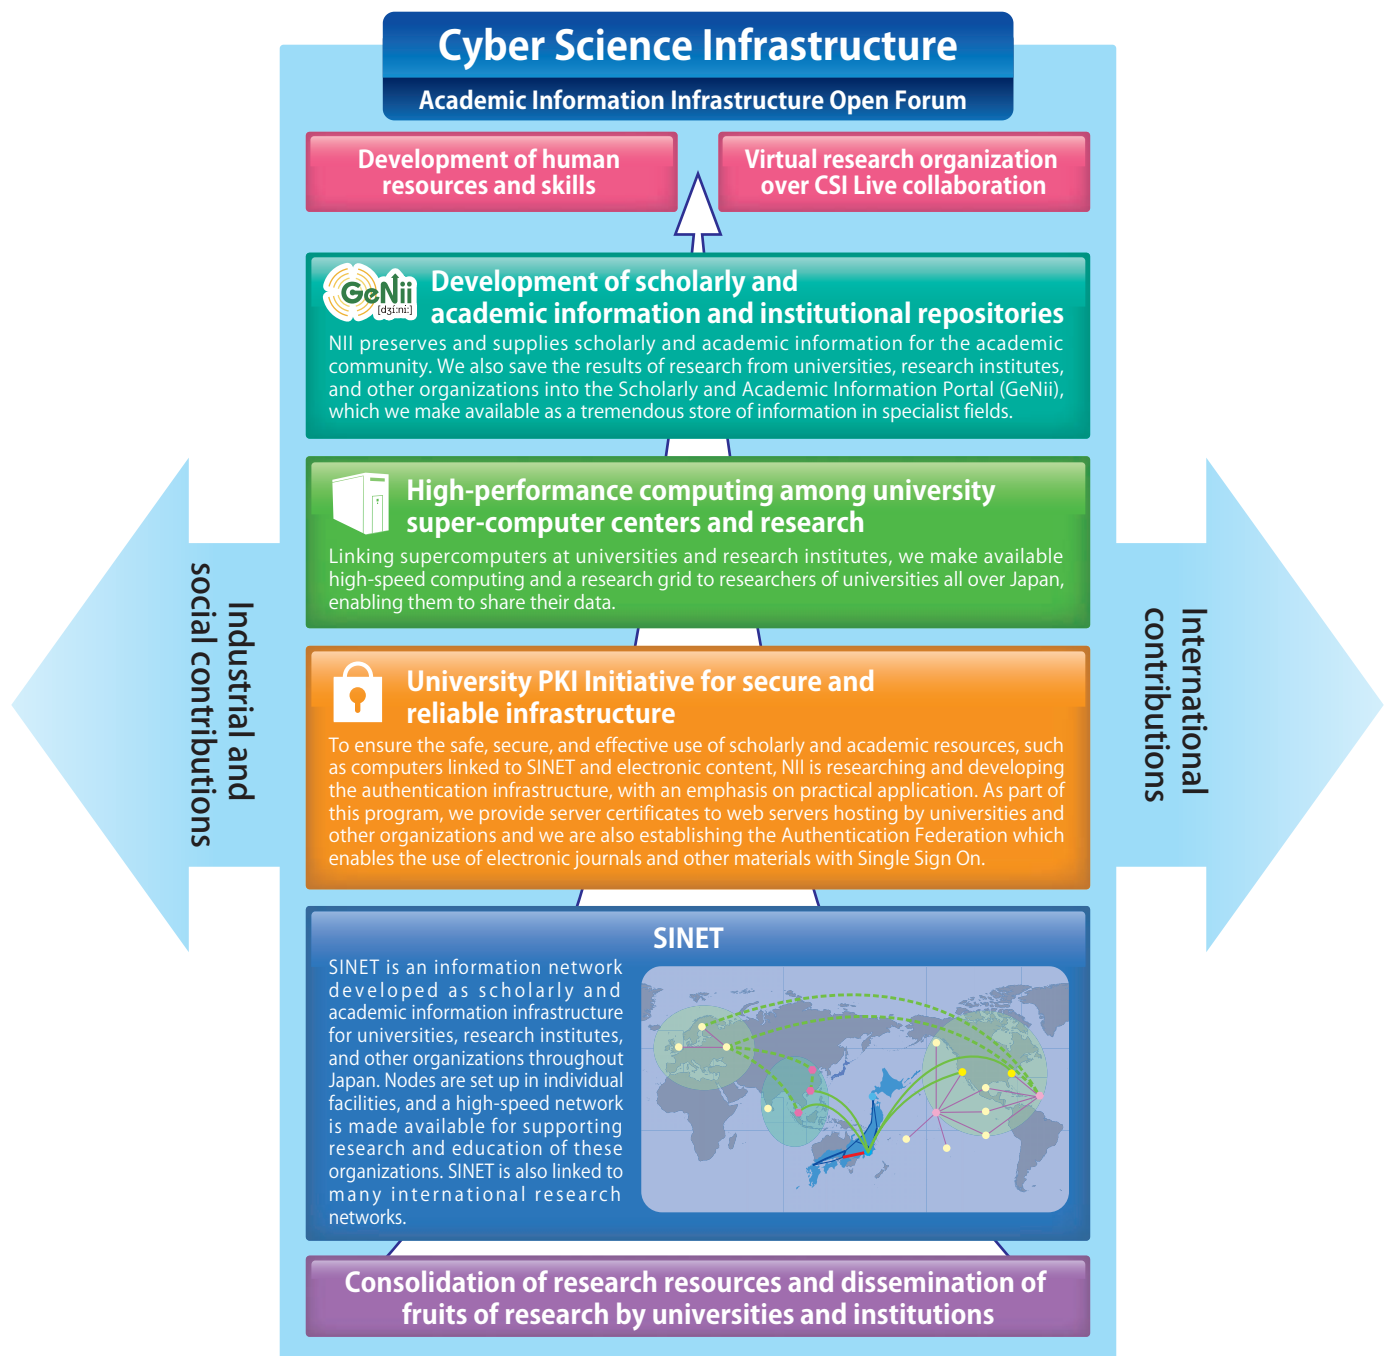 Cyber Science Infrastructure
Academic Information Infrastructure Open Forum
Development of human
resources and skills
Virtual research organization
over CSI Live collaboration
GeNii
[dʒíːniː]
Development of scholarly and
academic information and institutional repositories
NII preserves and supplies scholarly and academic information for the academic
community. We also save the results of research from universities, research institutes,
and other organizations into the Scholarly and Academic Information Portal (GeNii),
which we make available as a tremendous store of information in specialist fields.
High-performance computing among university
super-computer centers and research
Linking supercomputers at universities and research institutes, we make available
high-speed computing and a research grid to researchers of universities all over Japan,
enabling them to share their data.
Industrial and
social contributions
International
contributions
University PKI Initiative for secure and
reliable infrastructure
To ensure the safe, secure, and effective use of scholarly and academic resources, such
as computers linked to SINET and electronic content, NII is researching and developing
the authentication infrastructure, with an emphasis on practical application. As part of
this program, we provide server certificates to web servers hosting by universities and
other organizations and we are also establishing the Authentication Federation which
enables the use of electronic journals and other materials with Single Sign On.
SINET
SINET is an information network
developed as scholarly and
academic information infrastructure
for universities, research institutes,
and other organizations throughout
Japan. Nodes are set up in individual
facilities, and a high-speed network
is made available for supporting
research and education of these
organizations. SINET is also linked to
many international research
networks.
Consolidation of research resources and dissemination of
fruits of research by universities and institutions